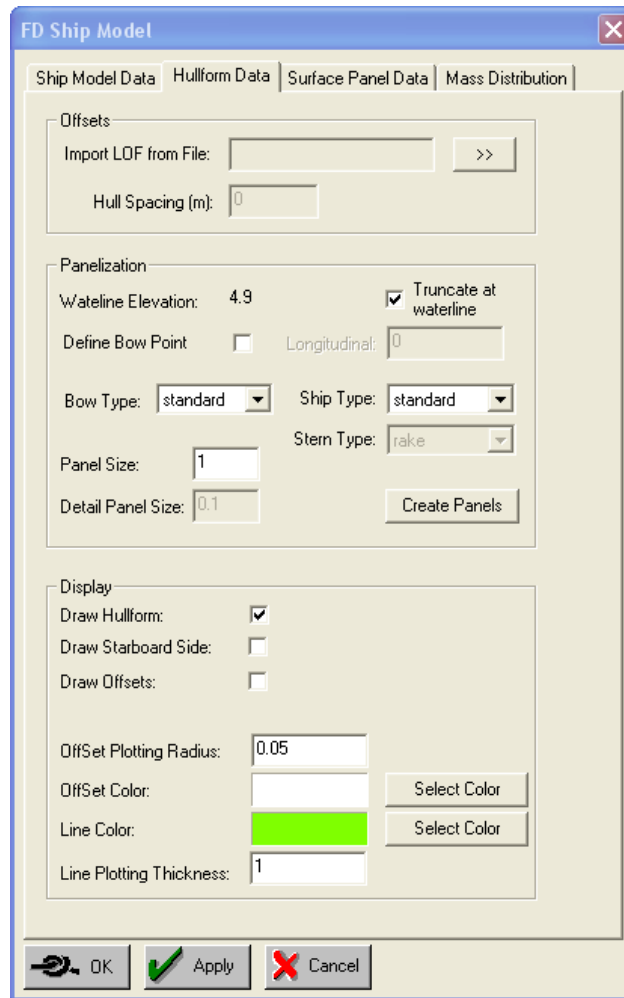 FD Ship Model
Ship Model Data Hullform Data Surface Panel Data Mass Distribution
Offsets
Import LOF from File: >>
Hull Spacing (m): 0
Panelization
Wateline Elevation: 4.9 Truncate at
waterline
Define Bow Point Longitudinal: 0
Bow Type: standard Ship Type: standard
Stern Type: rake
Panel Size: 1
Detail Panel Size: 0.1 Create Panels
Display
Draw Hullform:
Draw Starboard Side:
Draw Offsets:
OffSet Plotting Radius: 0.05
OffSet Color: Select Color
Line Color: Select Color
Line Plotting Thickness: 1
OK Apply Cancel